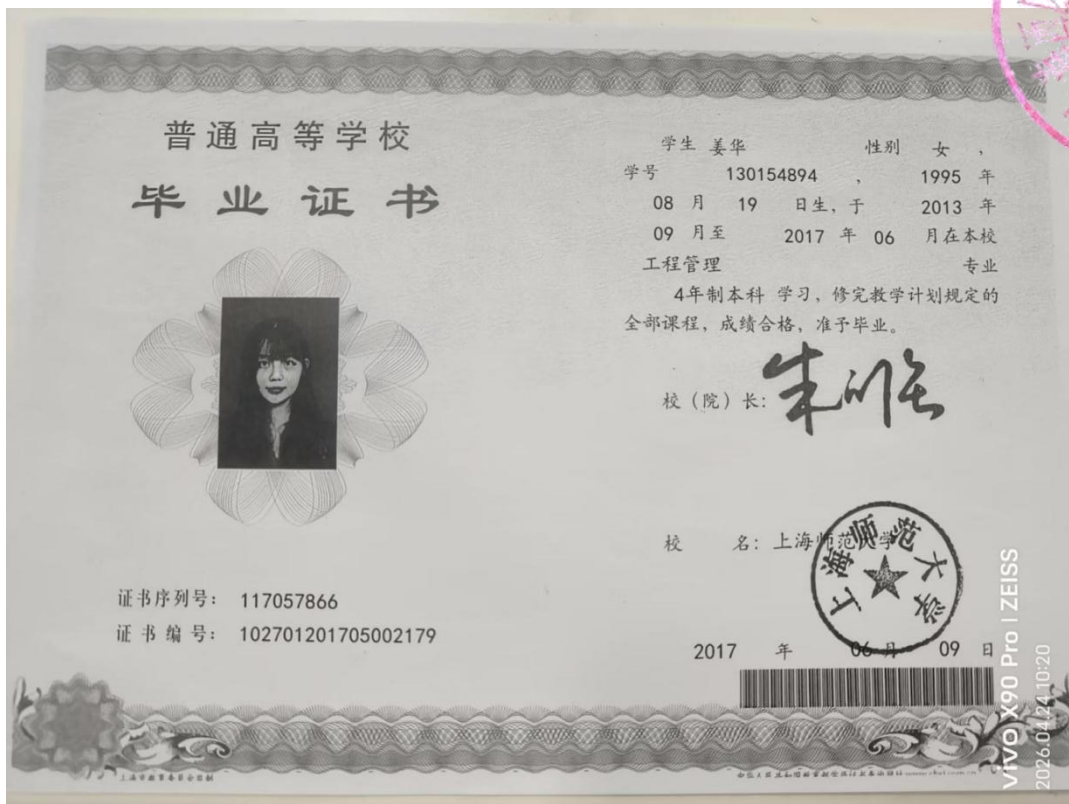 普通高等学校
毕业证书
学生 姜华 性别 女 ，
学号 130154894 ， 1995 年
08 月 19 日生，于 2013 年
09 月至 2017 年 06 月在本校
工程管理 专业
4年制本科 学习，修完教学计划规定的
全部课程，成绩合格，准予毕业。
校（院）长：
校 名：上海师范大学
上海师范大学
证书序列号： 117057866
证书编号： 102701201705002179
2017 年 06 月 09 日
vivo X90 Pro | ZEISS
2026.04.24 10:20